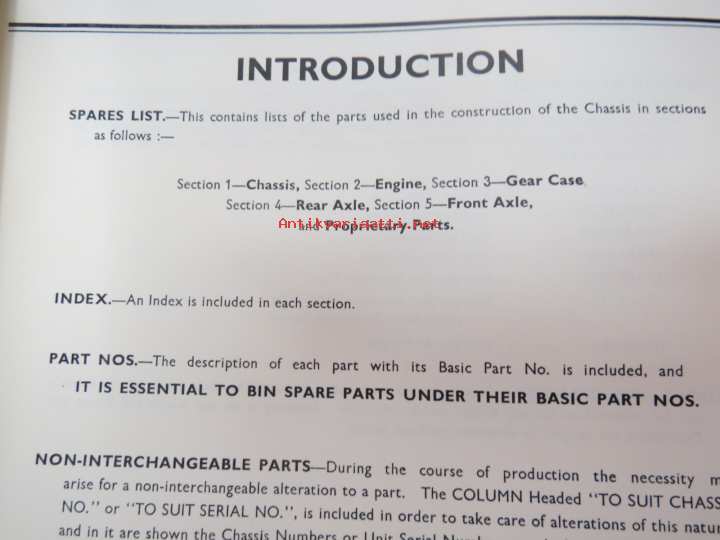 INTRODUCTION
SPARES LIST.—This contains lists of the parts used in the construction of the Chassis in sections
as follows :—
Section 1—Chassis, Section 2—Engine, Section 3—Gear Case,
Section 4—Rear Axle, Section 5—Front Axle,
Antikvariaatti.net
and Proprietary Parts.
INDEX.—An Index is included in each section.
PART NOS.—The description of each part with its Basic Part No. is included, and
IT IS ESSENTIAL TO BIN SPARE PARTS UNDER THEIR BASIC PART NOS.
NON-INTERCHANGEABLE PARTS—During the course of production the necessity m
arise for a non-interchangeable alteration to a part. The COLUMN Headed "TO SUIT CHASS
NO." or "TO SUIT SERIAL NO.", is included in order to take care of alterations of this natur
and in it are shown the Chassis Numbers or Unit Serial